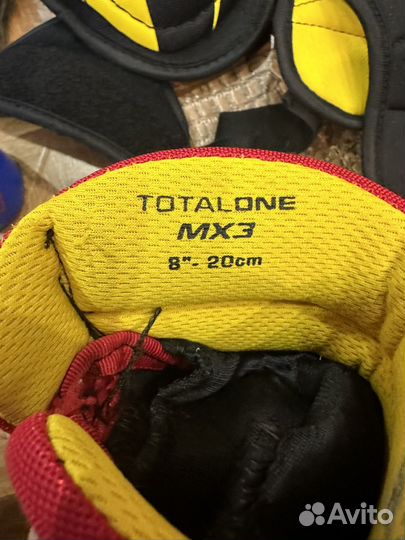 TOTALONE
MX3
8"- 20cm
Avito